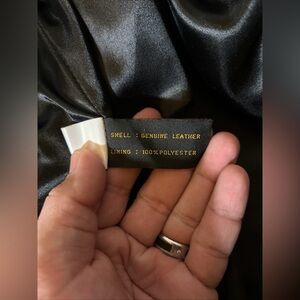 SHELL : GENUINE LEATHER
LINING : 100%POLYESTER